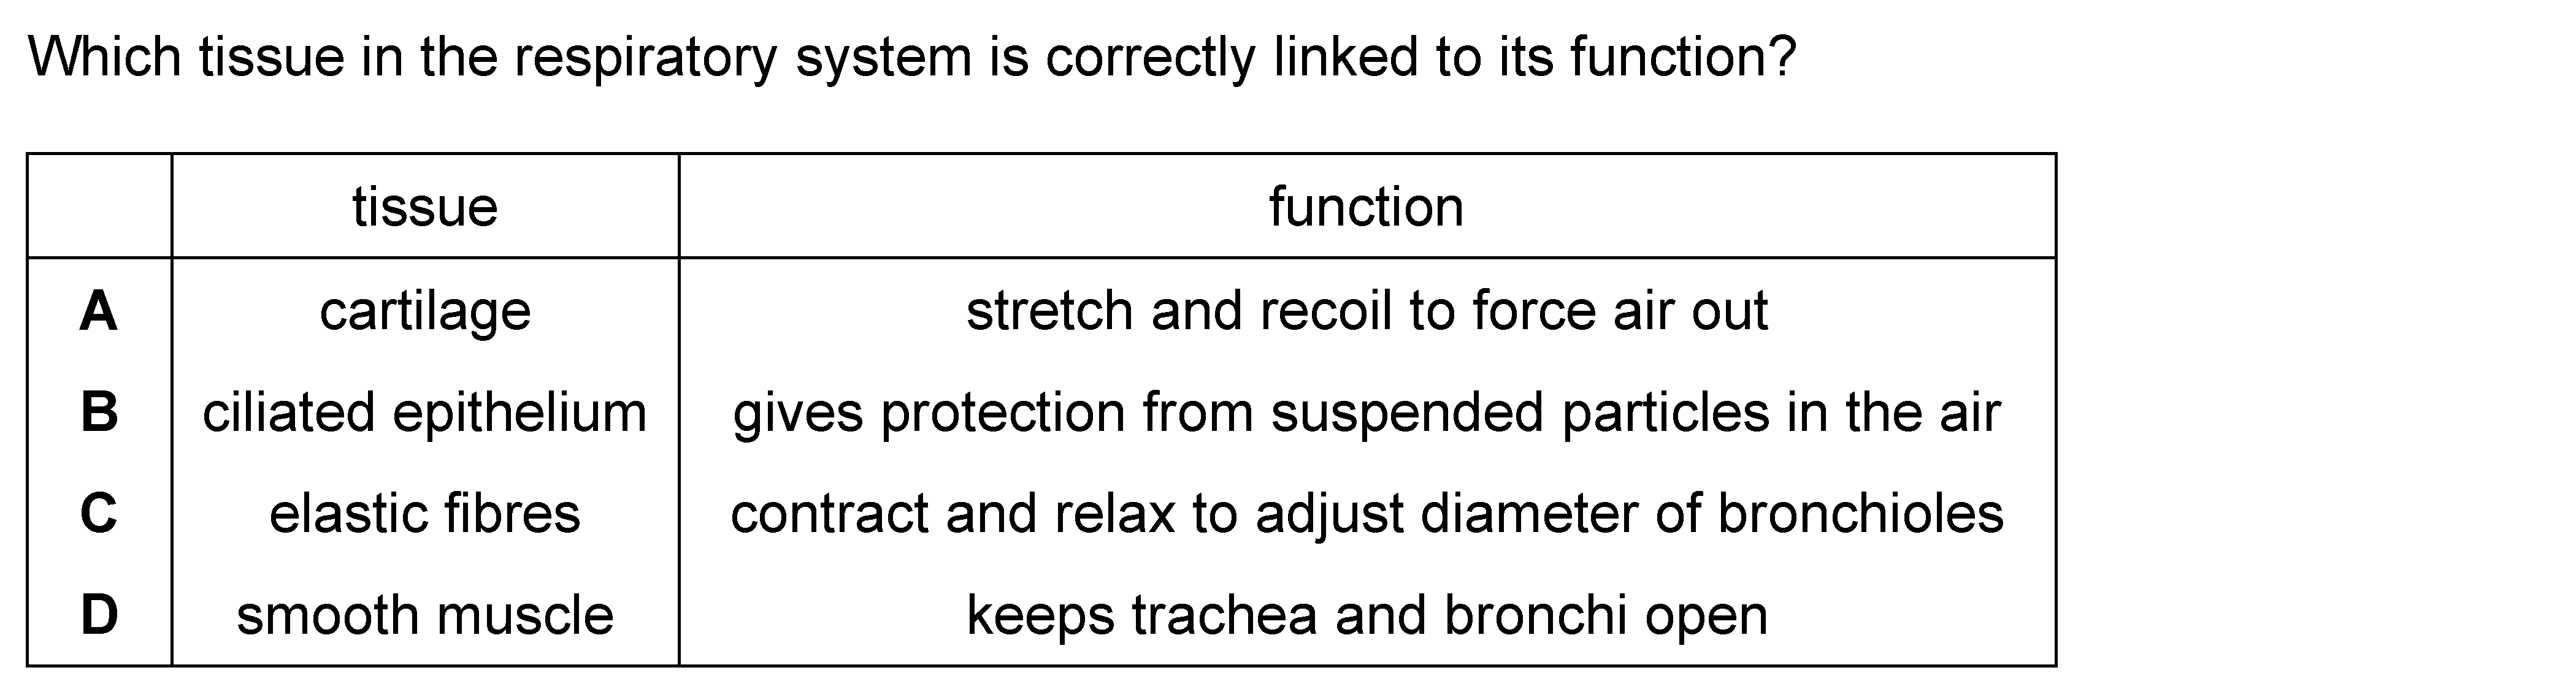 Which tissue in the respiratory system is correctly linked to its function?
tissue function
A cartilage stretch and recoil to force air out
B ciliated epithelium gives protection from suspended particles in the air
C elastic fibres contract and relax to adjust diameter of bronchioles
D smooth muscle keeps trachea and bronchi open